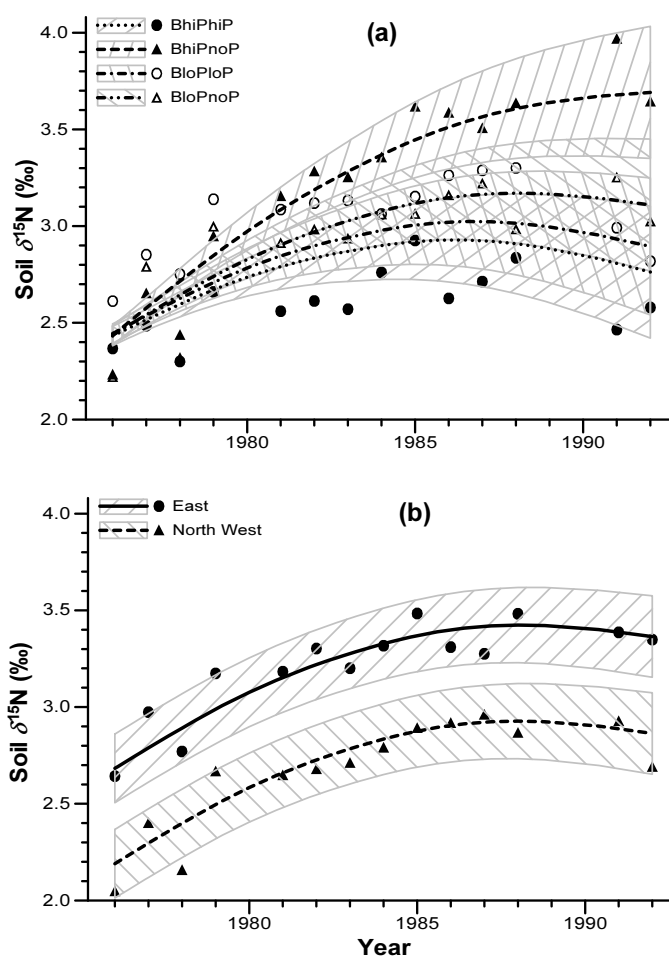 (a)
BhiPhiP
BhiPnoP
BloPloP
BloPnoP
4.0
3.5
3.0
2.5
2.0
Soil δ¹⁵N (‰)
1980 1985 1990
(b)
East
North West
4.0
3.5
3.0
2.5
2.0
Soil δ¹⁵N (‰)
1980 1985 1990
Year